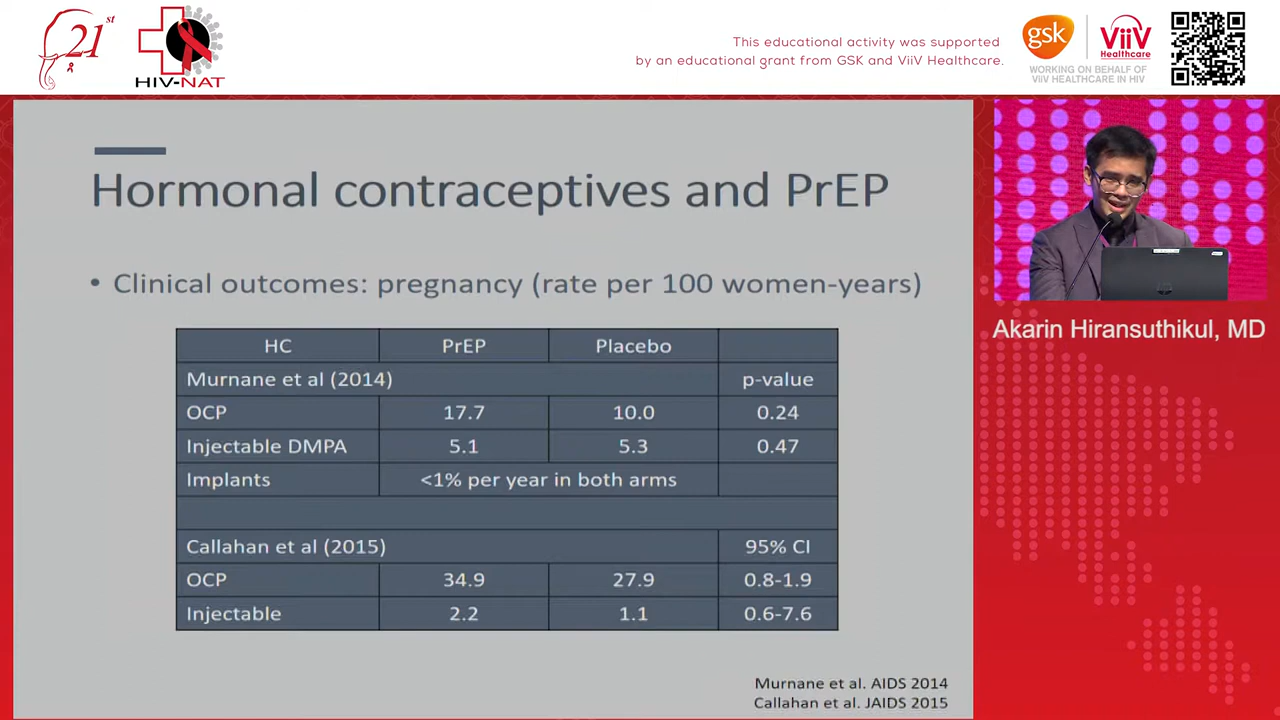 21st
HIV-NAT
This educational activity was supported
by an educational grant from GSK and ViiV Healthcare.
gsk
ViiV
Healthcare
WORKING ON BEHALF OF
VIIV HEALTHCARE IN HIV
Hormonal contraceptives and PrEP
• Clinical outcomes: pregnancy (rate per 100 women-years)
HC PrEP Placebo
Murnane et al (2014) p-value
OCP 17.7 10.0 0.24
Injectable DMPA 5.1 5.3 0.47
Implants <1% per year in both arms
Callahan et al (2015) 95% CI
OCP 34.9 27.9 0.8-1.9
Injectable 2.2 1.1 0.6-7.6
Murnane et al. AIDS 2014
Callahan et al. JAIDS 2015
Akarin Hiransuthikul, MD